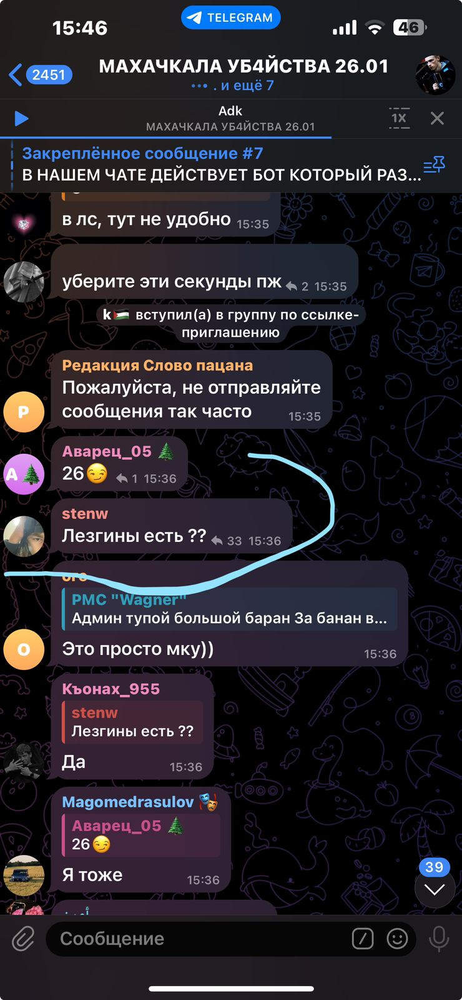 15:46
TELEGRAM
46
2451
МАХАЧКАЛА УБ4ЙСТВА 26.01
. и ещё 7
Adk
МАХАЧКАЛА УБ4ЙСТВА 26.01
1X
Закреплённое сообщение #7
В НАШЕМ ЧАТЕ ДЕЙСТВУЕТ БОТ КОТОРЫЙ РАЗ...
в лс, тут не удобно 15:35
уберите эти секунды пж 2 15:35
k🇵🇸 вступил(а) в группу по ссылке-
приглашению
Редакция Слово пацана
Пожалуйста, не отправляйте
сообщения так часто 15:35
Р
Аварец_05 🌲
А🌲
26😏 1 15:36
stenw
Лезгины есть ?? 33 15:36
PMC "Wagner"
Админ тупой большой баран За банан в...
О
Это просто мку))
15:36
Къонах_955
stenw
Лезгины есть ??
Да 15:36
Magomedrasulov 🎭
Аварец_05 🌲
26😏
Я тоже 15:36
39
Сообщение